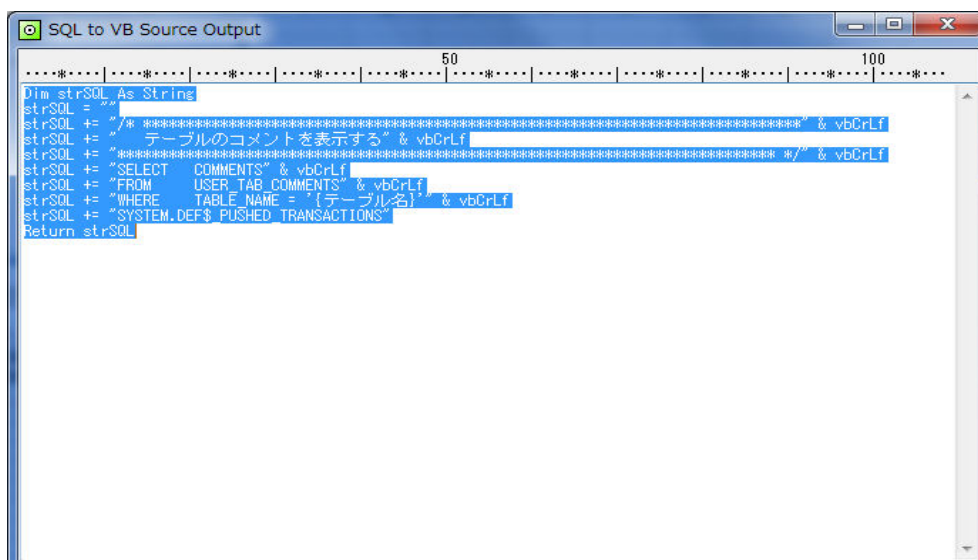 SQL to VB Source Output
50 100
Dim strSQL As String
strSQL = ""
strSQL += "/* *******************************************************************************" & vbCrLf
strSQL += "   テーブルのコメントを表示する" & vbCrLf
strSQL += "******************************************************************************* */" & vbCrLf
strSQL += "SELECT   COMMENTS" & vbCrLf
strSQL += "FROM     USER_TAB_COMMENTS" & vbCrLf
strSQL += "WHERE    TABLE_NAME = '{テーブル名}'" & vbCrLf
strSQL += "SYSTEM.DEF$_PUSHED_TRANSACTIONS"
Return strSQL